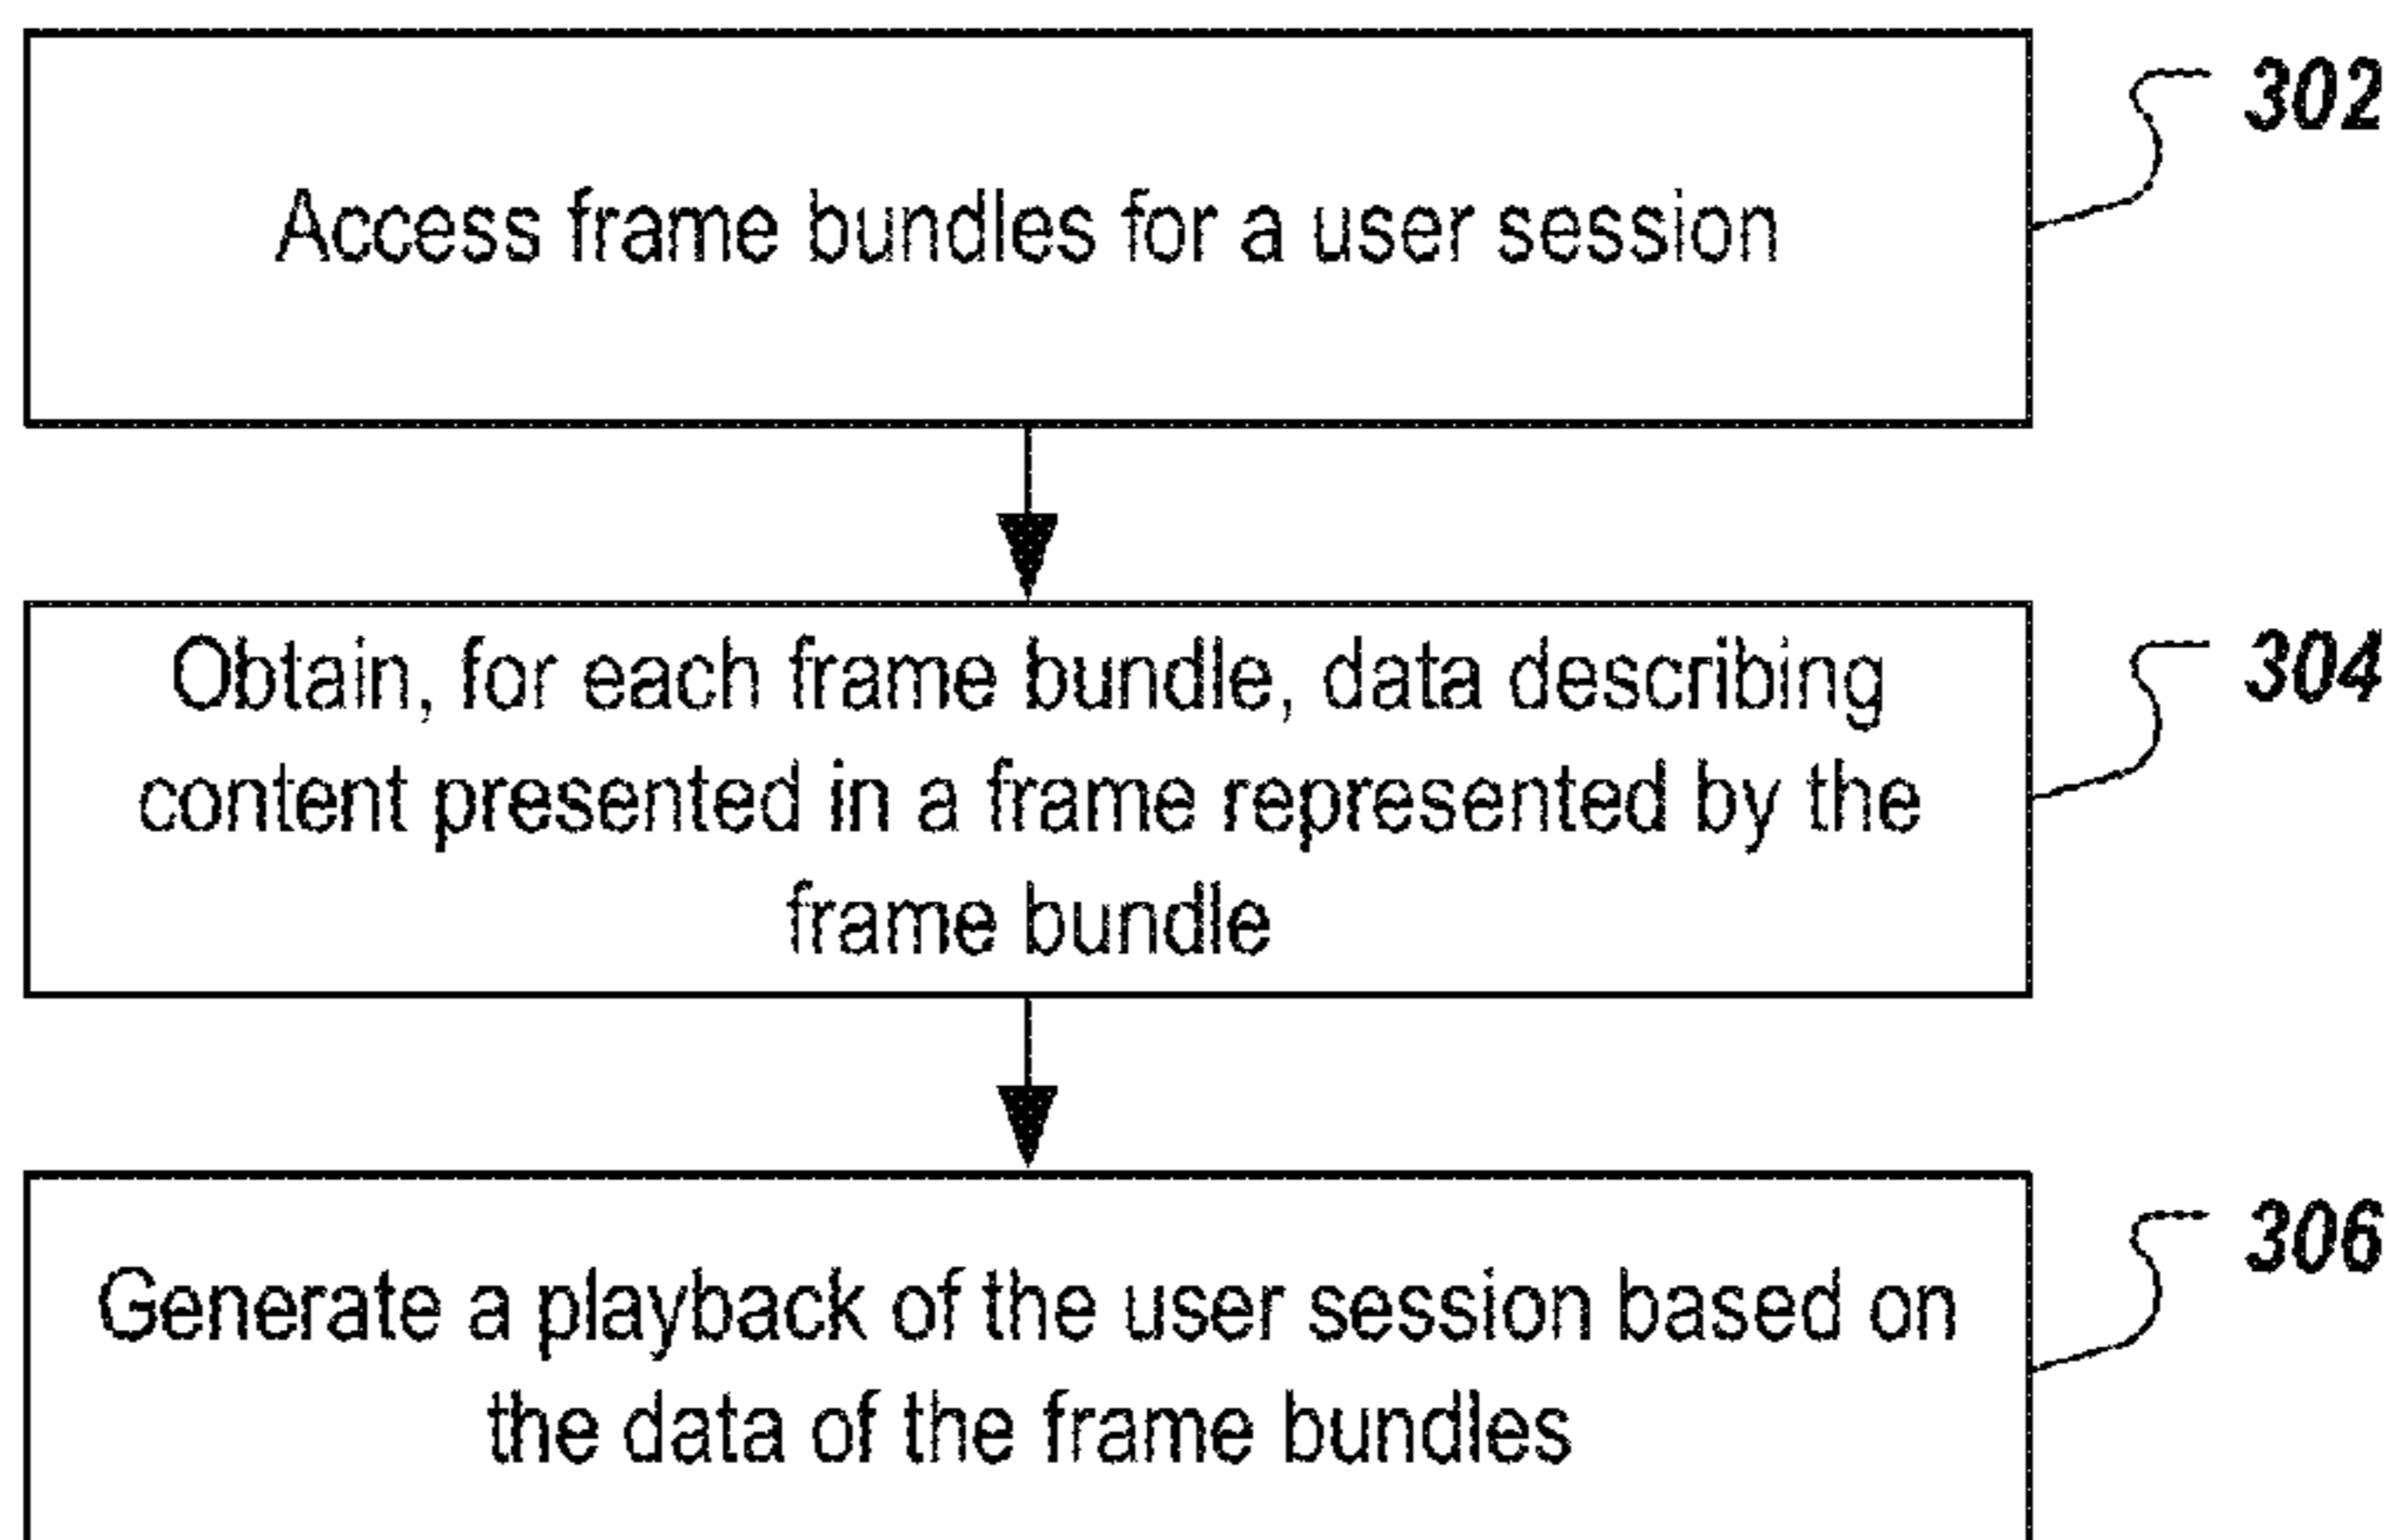 302
Access frame bundles for a user session
304
Obtain, for each frame bundle, data describing
content presented in a frame represented by the
frame bundle
306
Generate a playback of the user session based on
the data of the frame bundles